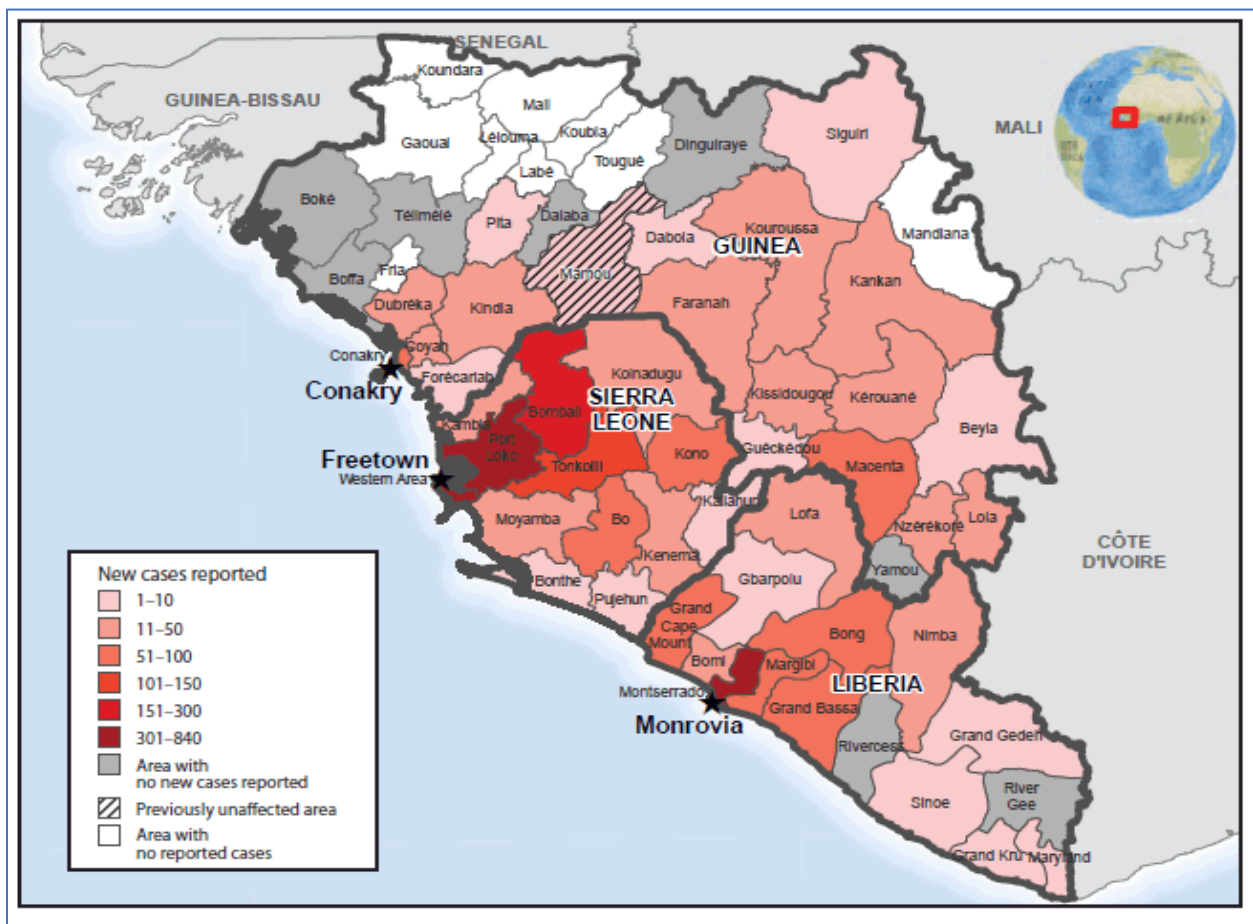 SENEGAL
GUINEA-BISSAU
MALI
Koundara
Mali
Gaoual
Lélouma
Koubia
Labé
Tougué
Dinguiraye
Siguiri
Boké
Télimélé
Pita
Dalaba
Mandiana
Dabola
Kouroussa
GUINEA
Mamou
Fria
Boffa
Kankan
Dubréka
Kindia
Faranah
Conakry
Coyah
Conakry
Forécariah
Koinadugu
SIERRA
LEONE
Kissidougou
Kérouané
Bombali
Kambia
Port
Loko
Beyla
Guéckédou
Freetown
Western Area
Tonkolili
Kono
Macenta
Kailahun
Lofa
Moyamba
Bo
Nzérékoré
Lola
CÔTE
D'IVOIRE
Kenema
Yamou
Bonthe
Gbarpolu
Pujehun
Grand
Cape
Mount
Bong
Nimba
Bomi
Margibi
LIBERIA
Montserrado
Monrovia
Grand Bassa
Rivercess
Grand Gedeh
Sinoe
River
Gee
Grand Kru
Maryland
New cases reported
1–10
11–50
51–100
101–150
151–300
301–840
Area with
no new cases reported
Previously unaffected area
Area with
no reported cases